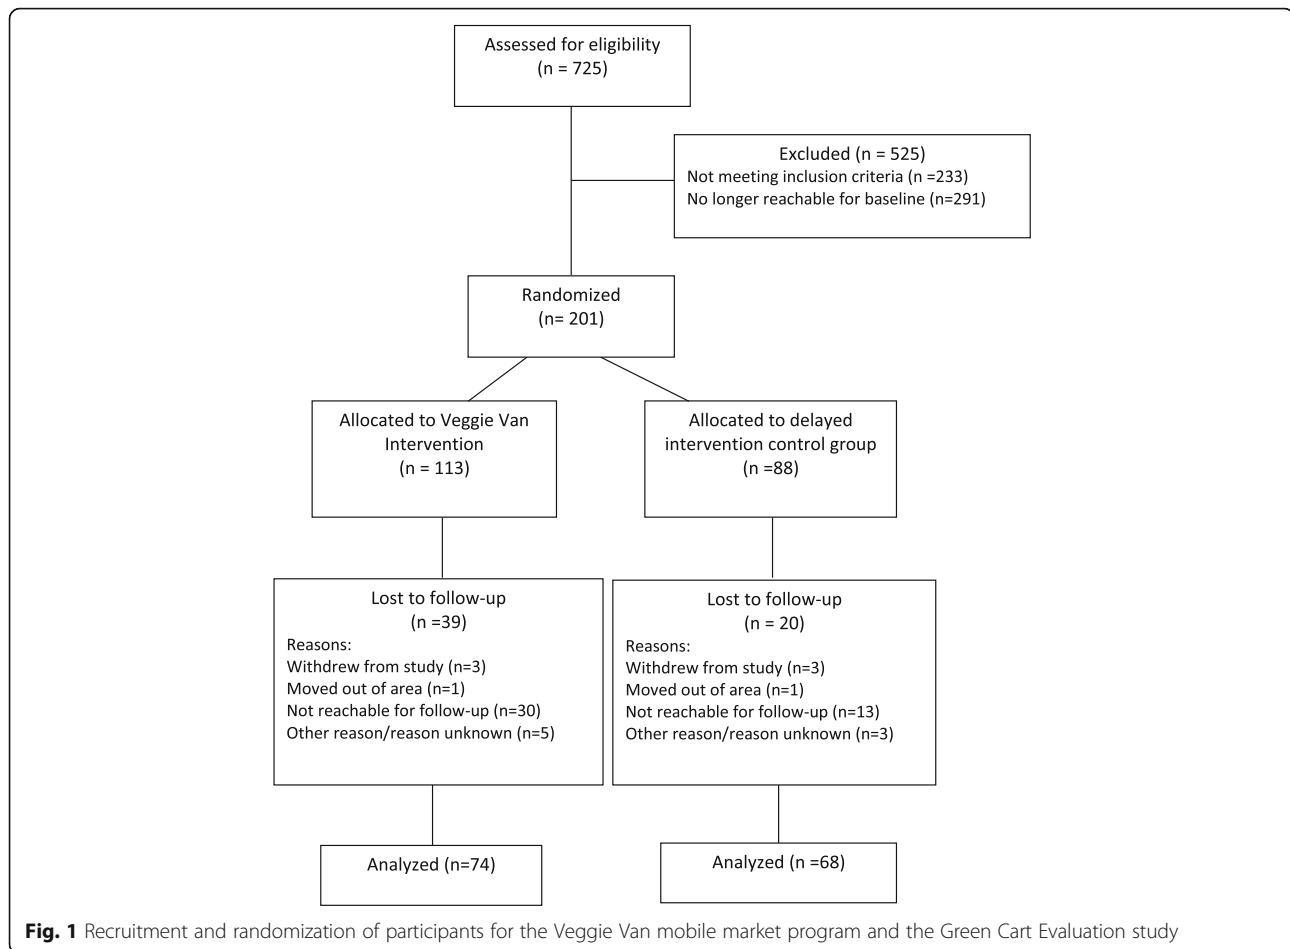 Assessed for eligibility
(n = 725)
Excluded (n = 525)
Not meeting inclusion criteria (n =233)
No longer reachable for baseline (n=291)
Randomized
(n= 201)
Allocated to Veggie Van
Intervention
(n = 113)
Allocated to delayed
intervention control group
(n =88)
Lost to follow-up
(n =39)
Reasons:
Withdrew from study (n=3)
Moved out of area (n=1)
Not reachable for follow-up (n=30)
Other reason/reason unknown (n=5)
Lost to follow-up
(n = 20)
Reasons:
Withdrew from study (n=3)
Moved out of area (n=1)
Not reachable for follow-up (n=13)
Other reason/reason unknown (n=3)
Analyzed (n=74)
Analyzed (n =68)
Fig. 1 Recruitment and randomization of participants for the Veggie Van mobile market program and the Green Cart Evaluation study